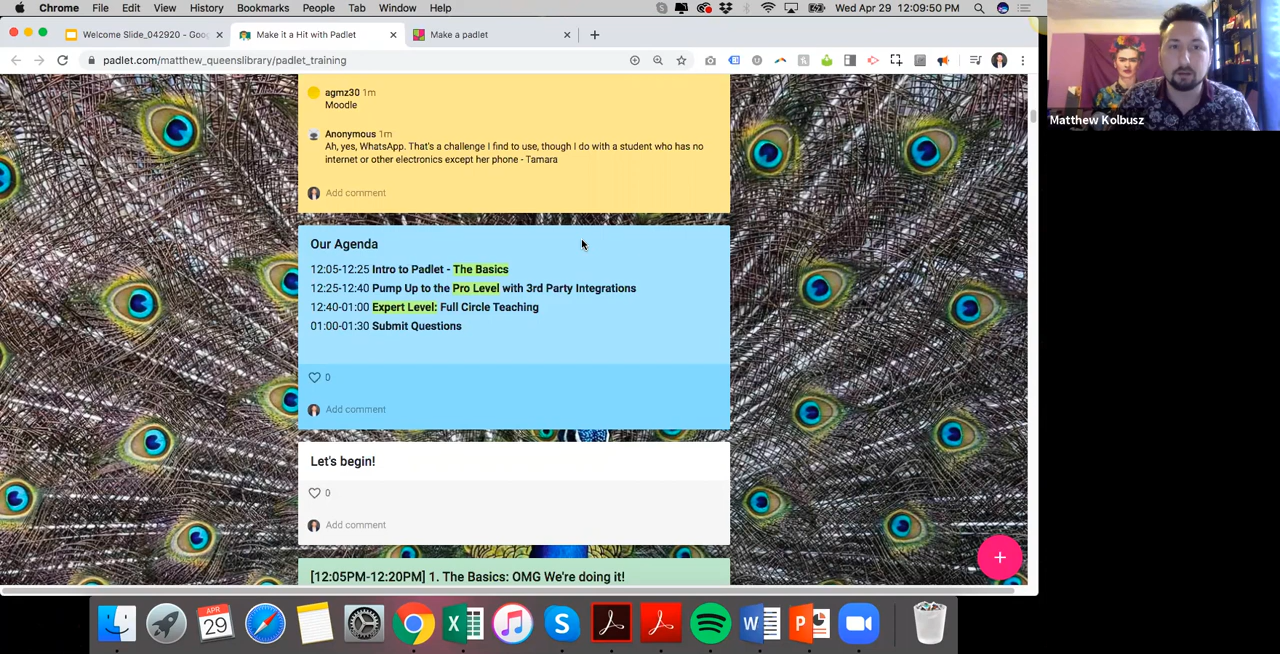 Chrome File Edit View History Bookmarks People Tab Window Help
Wed Apr 29 12:09:50 PM
Welcome Slide_042920 - Goo
Make it a Hit with Padlet
Make a padlet
padlet.com/matthew_queenslibrary/padlet_training
Matthew Kolbusz
agmz30 1m
Moodle
Anonymous 1m
Ah, yes, WhatsApp. That's a challenge I find to use, though I do with a student who has no
internet or other electronics except her phone - Tamara
Add comment
Our Agenda
12:05-12:25 Intro to Padlet - The Basics
12:25-12:40 Pump Up to the Pro Level with 3rd Party Integrations
12:40-01:00 Expert Level: Full Circle Teaching
01:00-01:30 Submit Questions
0
Add comment
Let's begin!
0
Add comment
[12:05PM-12:20PM] 1. The Basics: OMG We're doing it!
APR
29